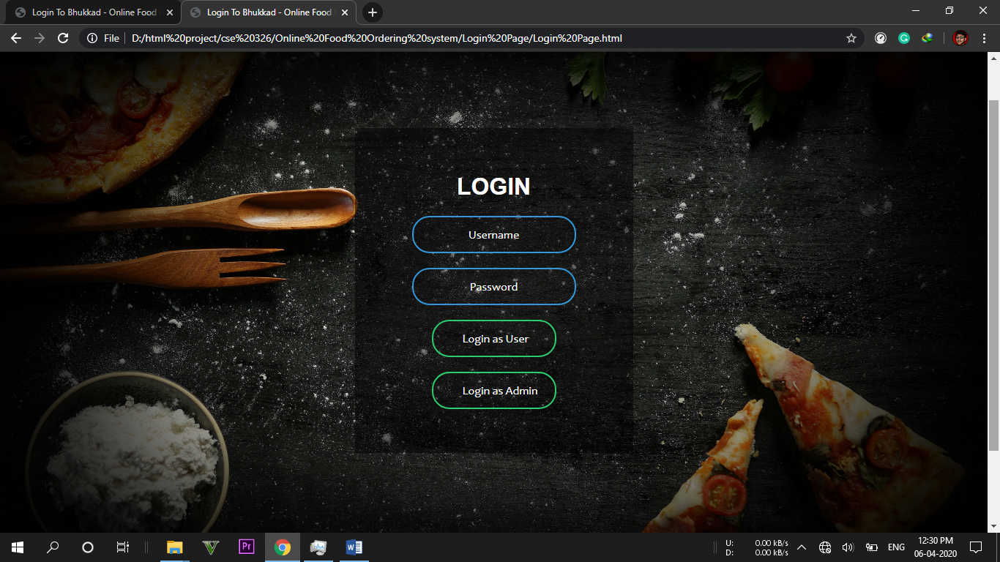 Login To Bhukkad - Online Food
Login To Bhukkad - Online Food
File
D:/html%20project/cse%20326/Online%20Food%20Ordering%20system/Login%20Page/Login%20Page.html
LOGIN
Username
Password
Login as User
Login as Admin
Pr
W
U: 0.00 kB/s
D: 0.00 kB/s
ENG
12:30 PM
06-04-2020